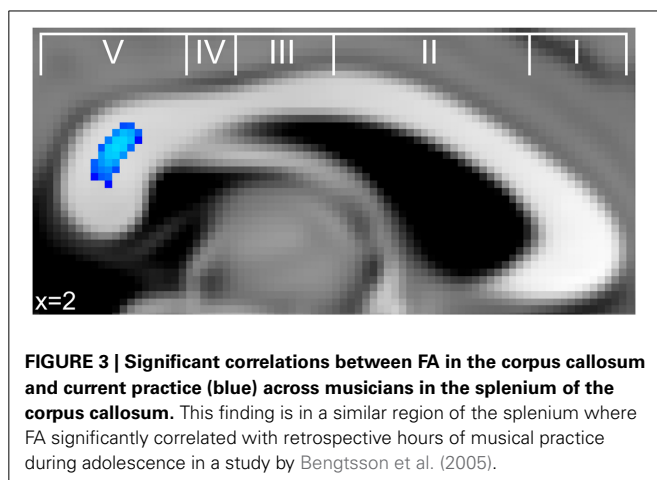 V IV III II I
x=2
FIGURE 3 | Significant correlations between FA in the corpus callosum
and current practice (blue) across musicians in the splenium of the
corpus callosum. This finding is in a similar region of the splenium where
FA significantly correlated with retrospective hours of musical practice
during adolescence in a study by Bengtsson et al. (2005).